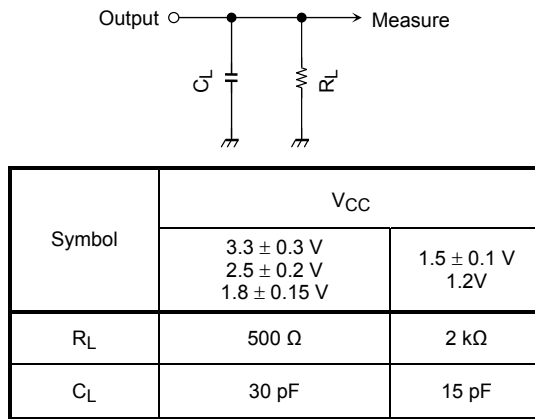 Output
Measure
CL
RL
Symbol
VCC
3.3 ± 0.3 V
2.5 ± 0.2 V
1.8 ± 0.15 V
1.5 ± 0.1 V
1.2V
RL
500 Ω
2 kΩ
CL
30 pF
15 pF